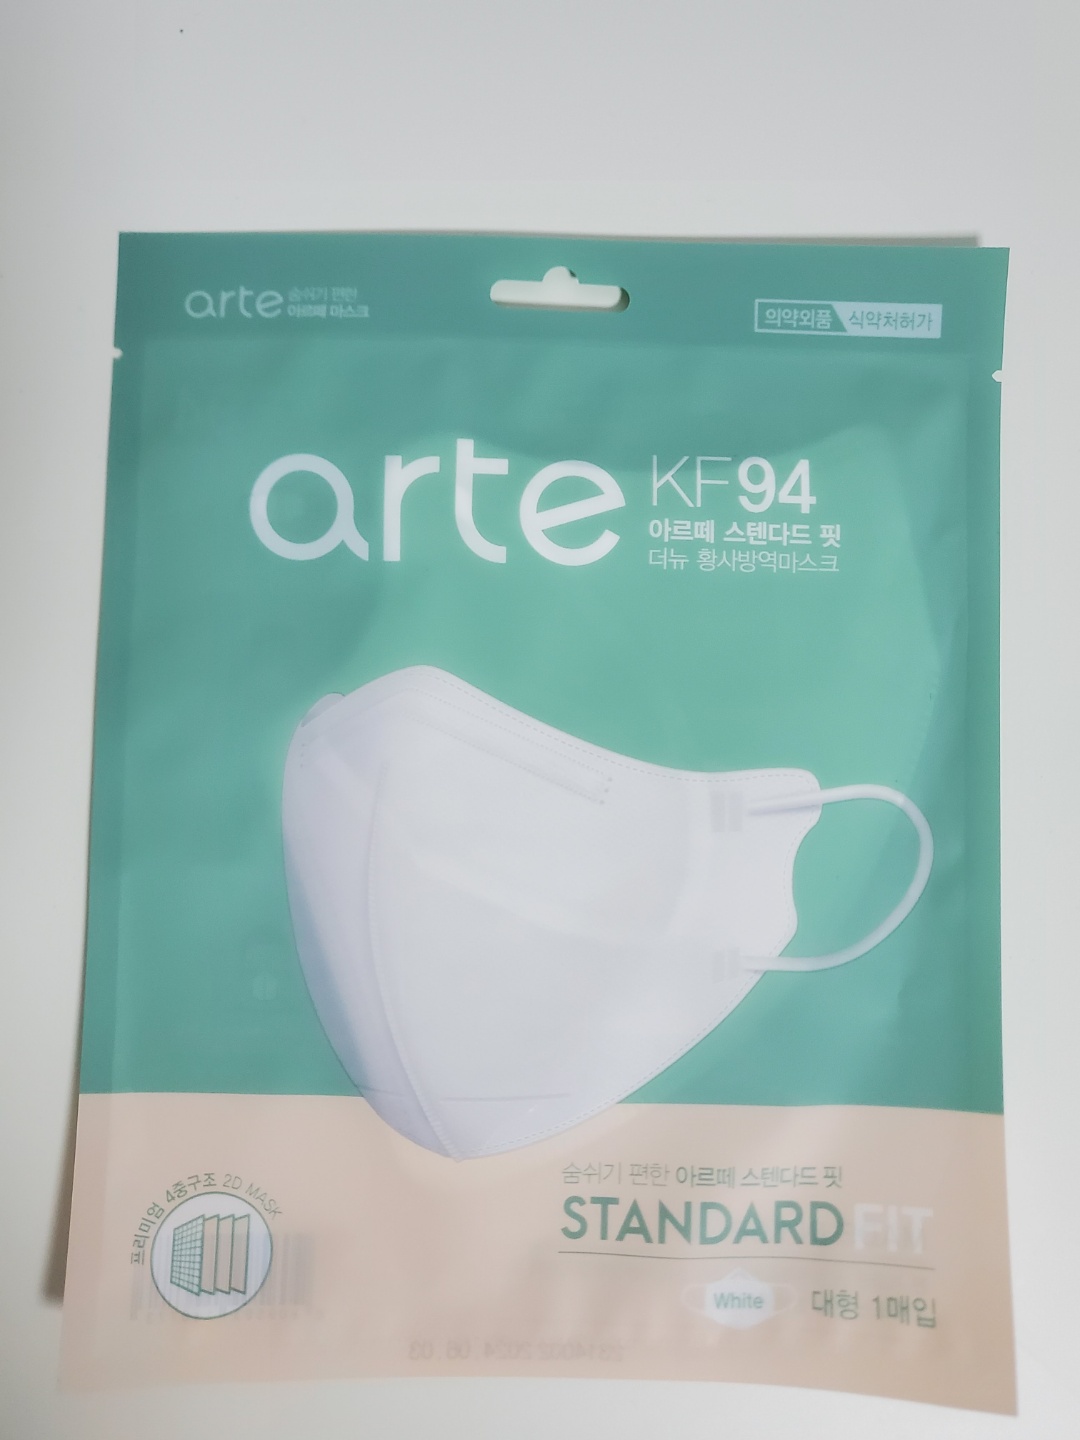 arte 숨쉬기 편한
아르떼 마스크
의약외품 식약처허가
arte KF94
아르떼 스텐다드 핏
더뉴 황사방역마스크
프리미엄 4중구조 2D MASK
숨쉬기 편한 아르떼 스텐다드 핏
STANDARD FIT
White 대형 1매입